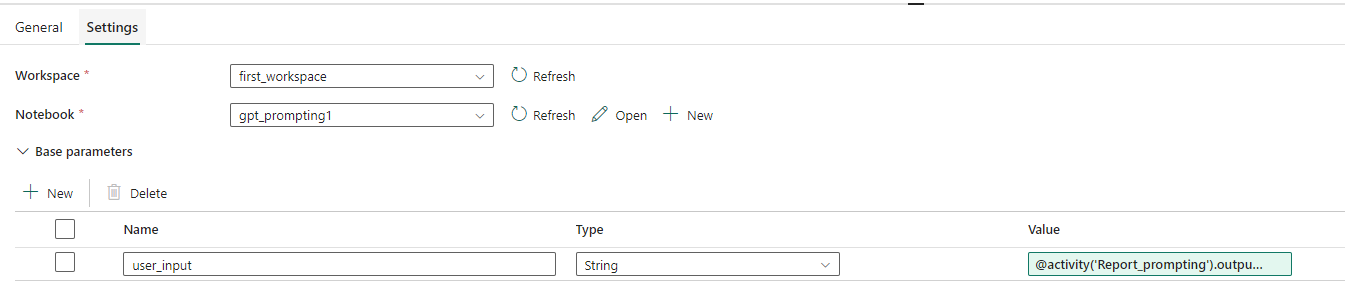 General Settings
Workspace * first_workspace Refresh
Notebook * gpt_prompting1 Refresh Open New
Base parameters
New Delete
Name Type Value
user_input String @activity('Report_prompting').outpu...